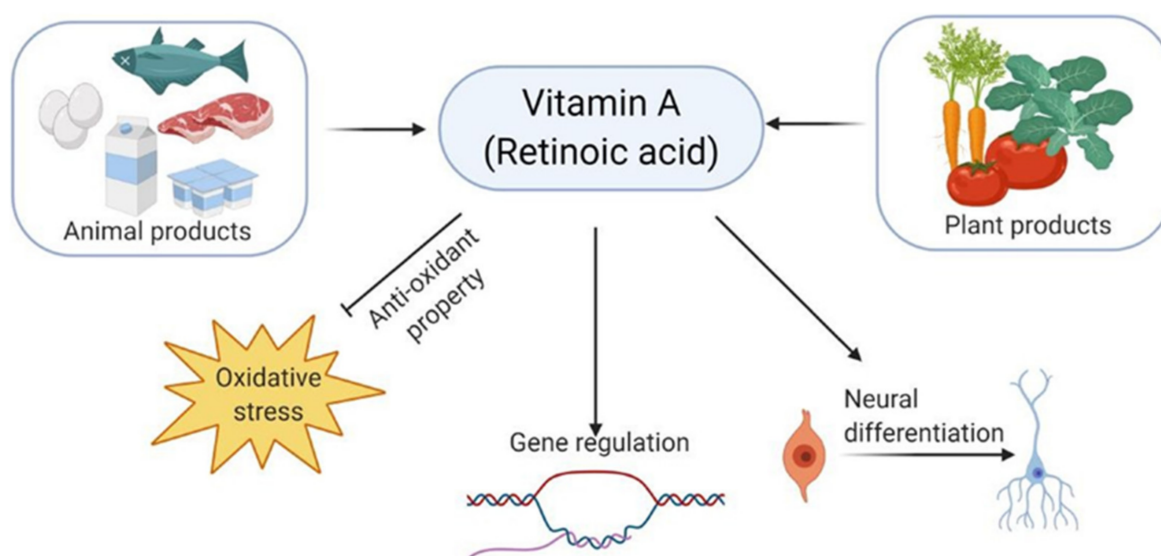 Vitamin A
(Retinoic acid)
Animal products
Plant products
Anti-oxidant
property
Oxidative
stress
Gene regulation
Neural
differentiation